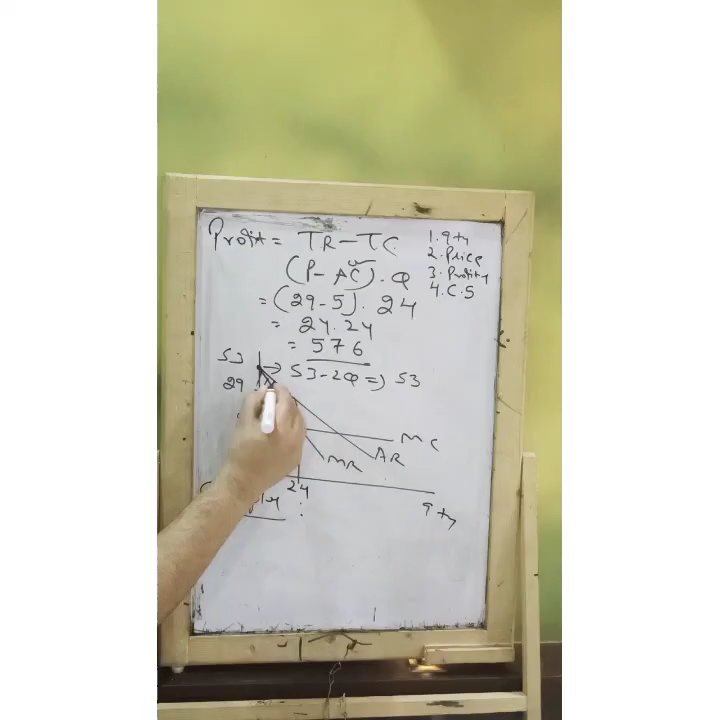 Profit = TR - TC
(P - AC) . Q
= (29 - 5) . 24
= 24.24
= 576
1. qty
2. Price
3. Profit
4. C.S
53
→ 53 - 2Q => 53
29
MC
AR
MR
24
qty